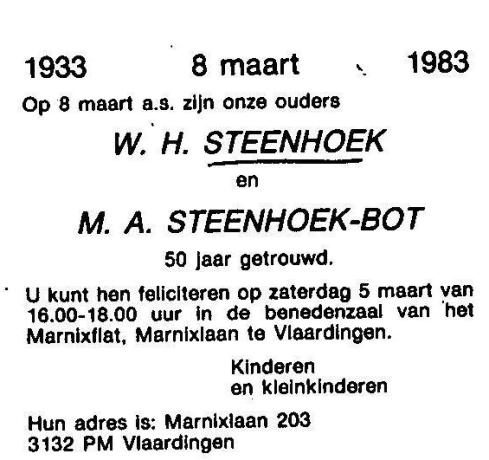 1933 8 maart 1983
Op 8 maart a.s. zijn onze ouders
W. H. STEENHOEK
en
M. A. STEENHOEK-BOT
50 jaar getrouwd.
U kunt hen feliciteren op zaterdag 5 maart van
16.00-18.00 uur in de benedenzaal van het
Marnixflat, Marnixlaan te Vlaardingen.
Kinderen
en kleinkinderen
Hun adres is: Marnixlaan 203
3132 PM Vlaardingen